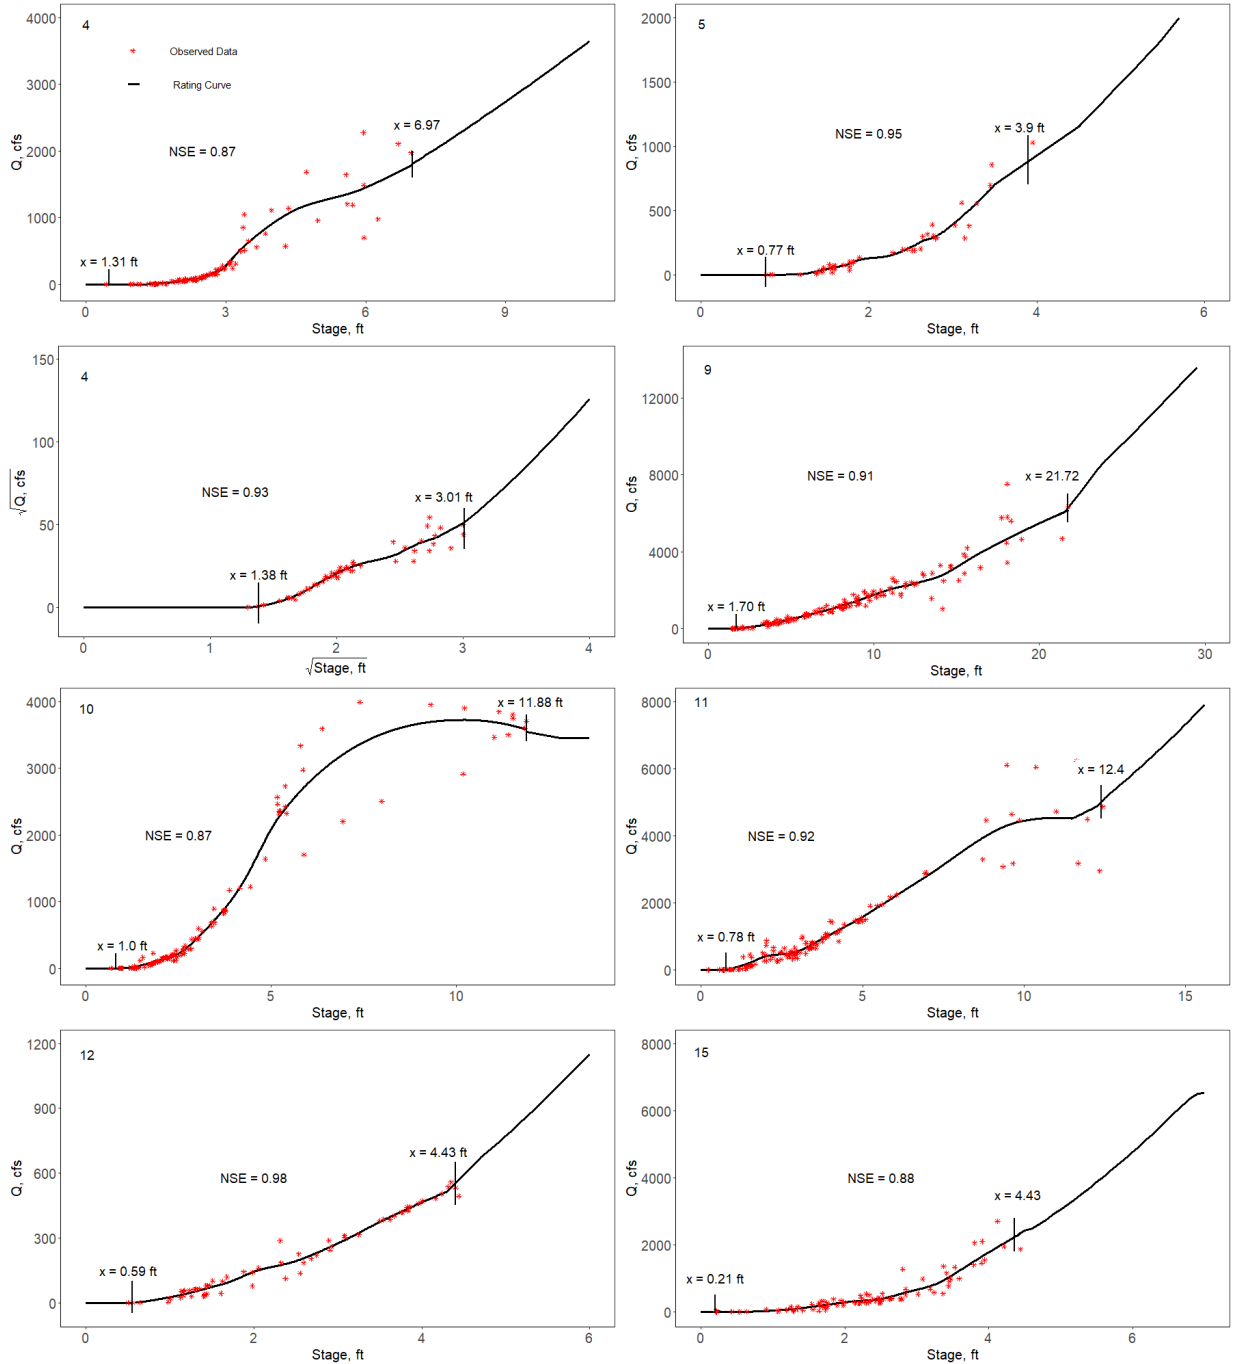 4
Observed Data
Rating Curve
NSE = 0.87
x = 6.97
x = 1.31 ft
Q, cfs
4000
3000
2000
1000
0
0 3 6 9
Stage, ft
5
NSE = 0.95
x = 3.9 ft
x = 0.77 ft
Q, cfs
2000
1500
1000
500
0
0 2 4 6
Stage, ft
4
NSE = 0.93
x = 3.01 ft
x = 1.38 ft
√Q, cfs
150
100
50
0
0 1 2 3 4
√Stage, ft
9
NSE = 0.91
x = 21.72
x = 1.70 ft
Q, cfs
12000
8000
4000
0
0 10 20 30
Stage, ft
10
NSE = 0.87
x = 11.88 ft
x = 1.0 ft
Q, cfs
4000
3000
2000
1000
0
0 5 10
Stage, ft
11
NSE = 0.92
x = 12.4
x = 0.78 ft
Q, cfs
8000
6000
4000
2000
0
0 5 10 15
Stage, ft
12
NSE = 0.98
x = 4.43 ft
x = 0.59 ft
Q, cfs
1200
900
600
300
0
0 2 4 6
Stage, ft
15
NSE = 0.88
x = 4.43
x = 0.21 ft
Q, cfs
8000
6000
4000
2000
0
0 2 4 6
Stage, ft